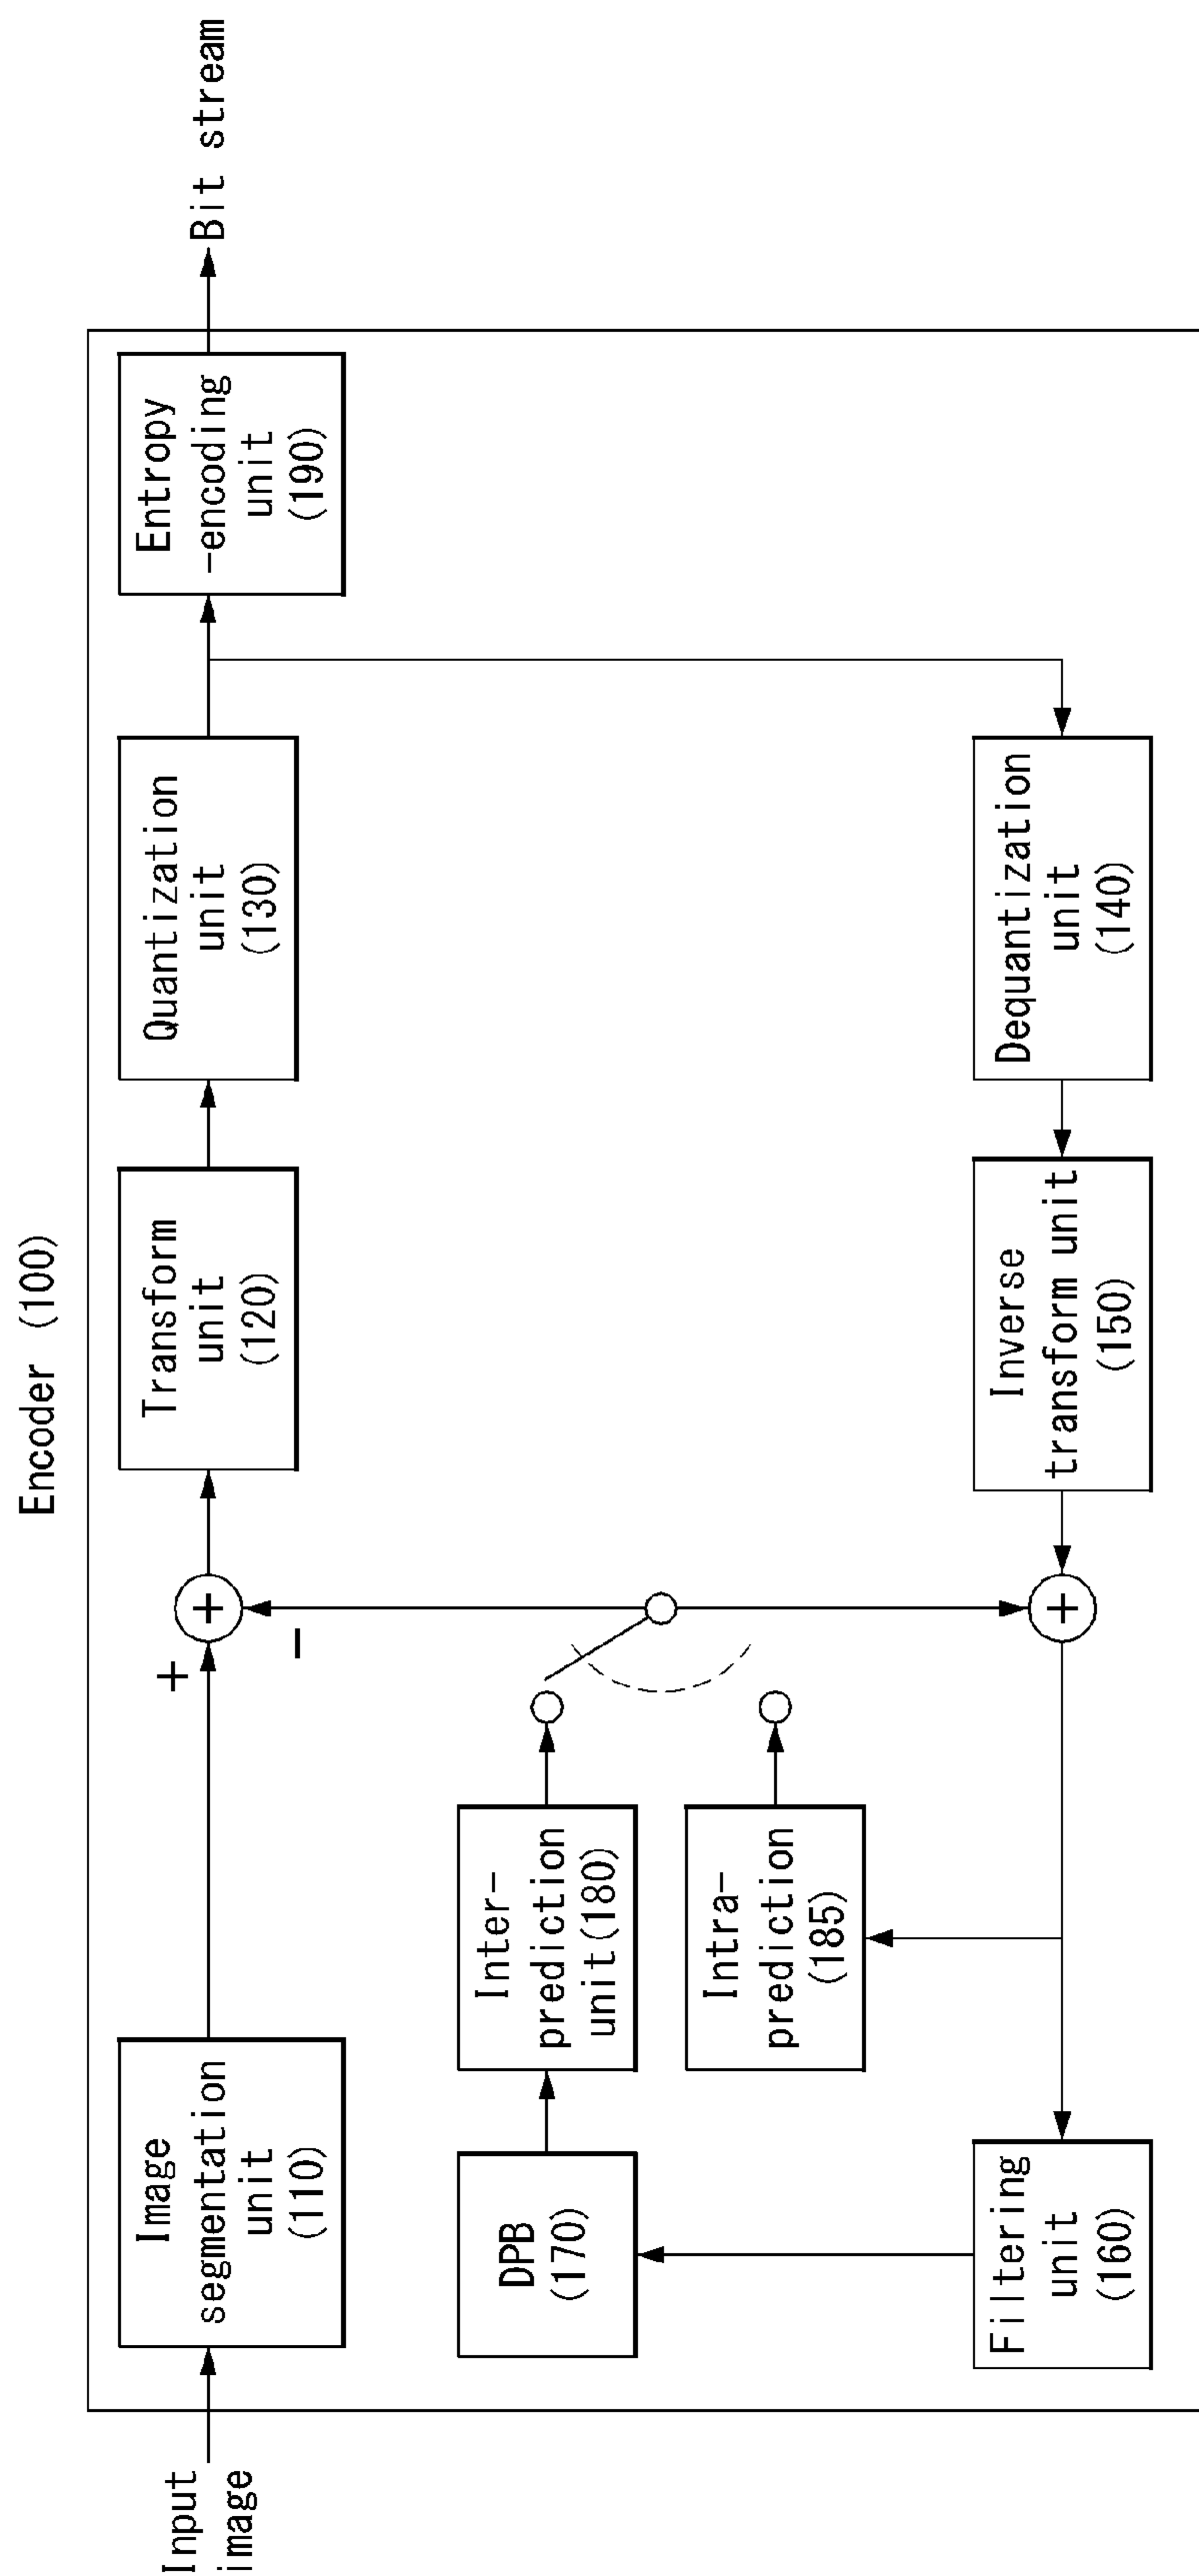 Encoder (100)
Input
image
Image
segmentation
unit
(110)
+
-
+
Transform
unit
(120)
Quantization
unit
(130)
Entropy
-encoding
unit
(190)
Bit stream
DPB
(170)
Inter-
prediction
unit(180)
Intra-
prediction
(185)
Filtering
unit
(160)
+
Inverse
transform unit
(150)
Dequantization
unit
(140)